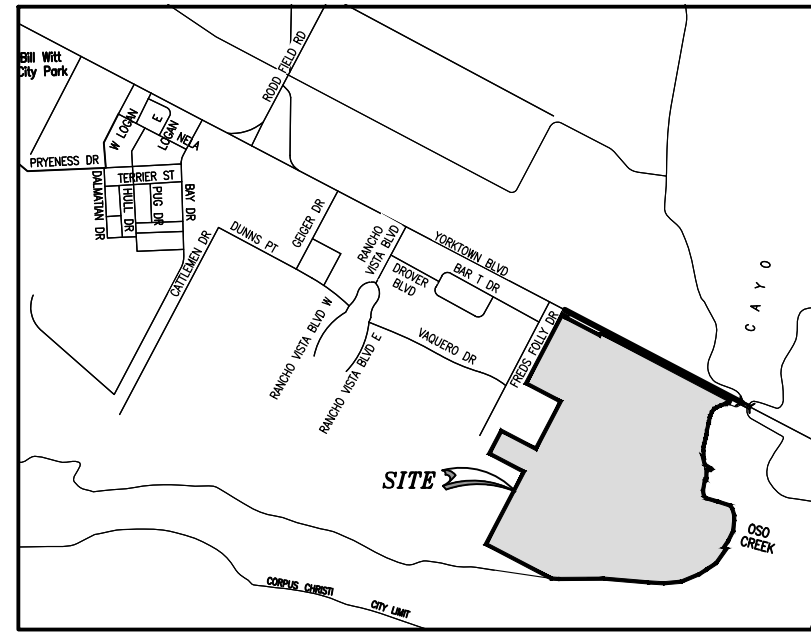 Bill Witt
City Park
RODD FIELD RD
W LOGAN
E
LOGAN
NELA
PRYENESS DR
TERRIER ST
DALMATAN DR
HULL DR
PUG DR
BAY DR
CATTLEMEN DR
DUNNS PT
GEIGER DR
RANCHO
VISTA BLVD
YORKTOWN BLVD
BAR T DR
DROVER
BLVD
RANCHO VISTA BLVD W
RANCHO VISTA BLVD E
VAQUERO DR
FREDS FOLLY DR
CAYO
SITE
OSO
CREEK
CORPUS CHRISTI
CITY LIMIT